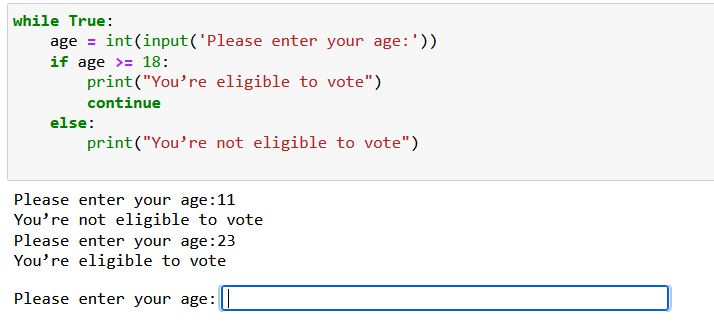 while True:
    age = int(input('Please enter your age:'))
    if age >= 18:
        print("You’re eligible to vote")
        continue
    else:
        print("You’re not eligible to vote")
Please enter your age:11
You’re not eligible to vote
Please enter your age:23
You’re eligible to vote
Please enter your age: